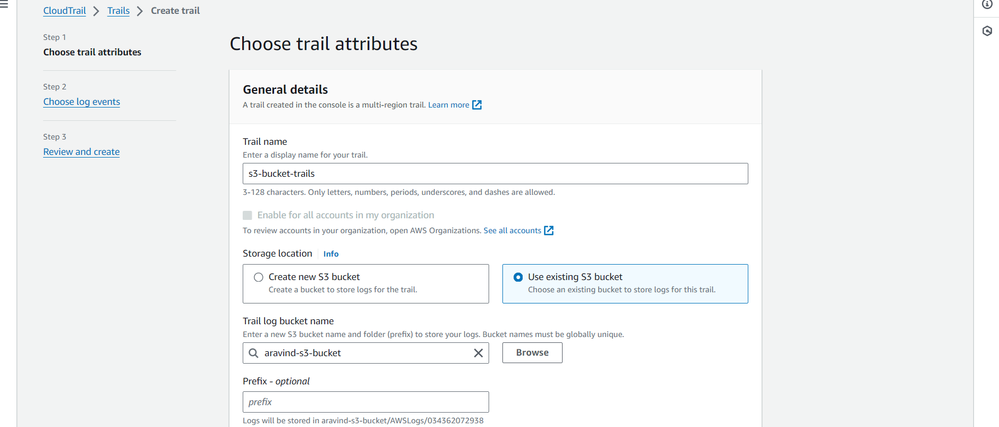 CloudTrail > Trails > Create trail
Step 1
Choose trail attributes
Step 2
Choose log events
Step 3
Review and create
Choose trail attributes
General details
A trail created in the console is a multi-region trail. Learn more
Trail name
Enter a display name for your trail.
s3-bucket-trails
3-128 characters. Only letters, numbers, periods, underscores, and dashes are allowed.
Enable for all accounts in my organization
To review accounts in your organization, open AWS Organizations. See all accounts
Storage location Info
Create new S3 bucket
Create a bucket to store logs for the trail.
Use existing S3 bucket
Choose an existing bucket to store logs for this trail.
Trail log bucket name
Enter a new S3 bucket name and folder (prefix) to store your logs. Bucket names must be globally unique.
aravind-s3-bucket
Browse
Prefix - optional
prefix
Logs will be stored in aravind-s3-bucket/AWSLogs/034362072938